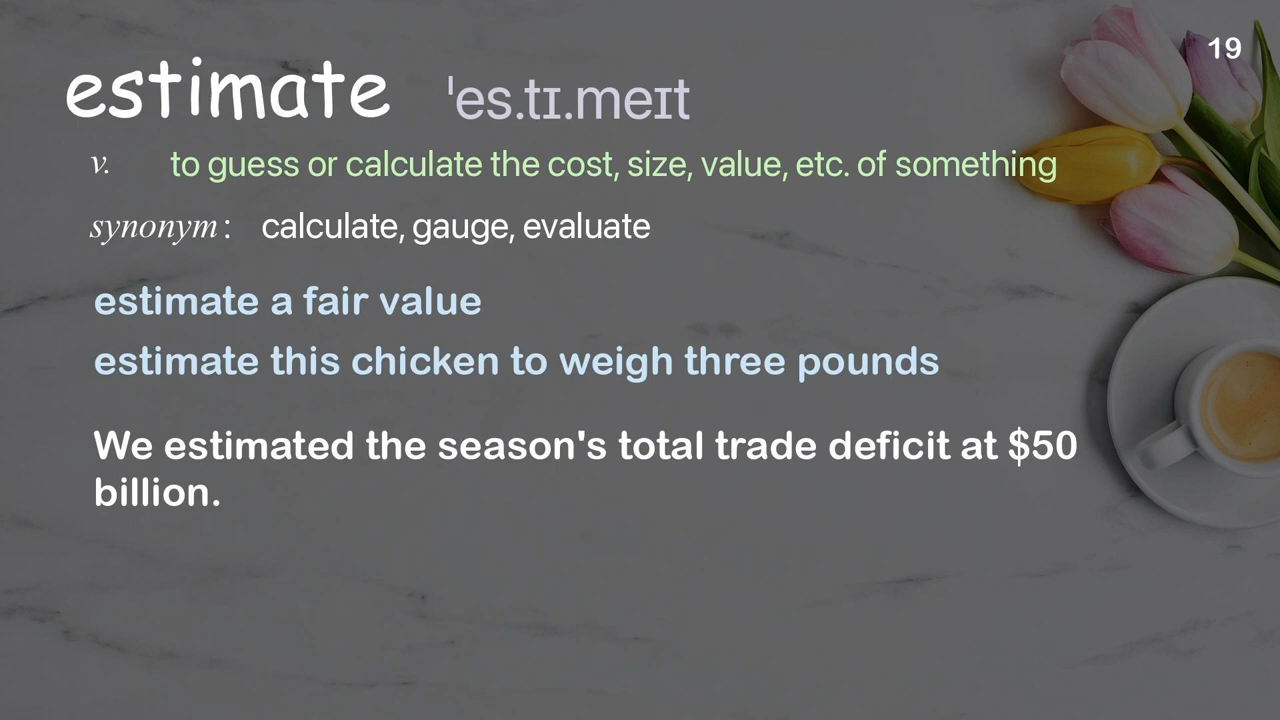 19
estimate ˈes.tɪ.meɪt
v. to guess or calculate the cost, size, value, etc. of something
synonym: calculate, gauge, evaluate
estimate a fair value
estimate this chicken to weigh three pounds
We estimated the season's total trade deficit at $50
billion.